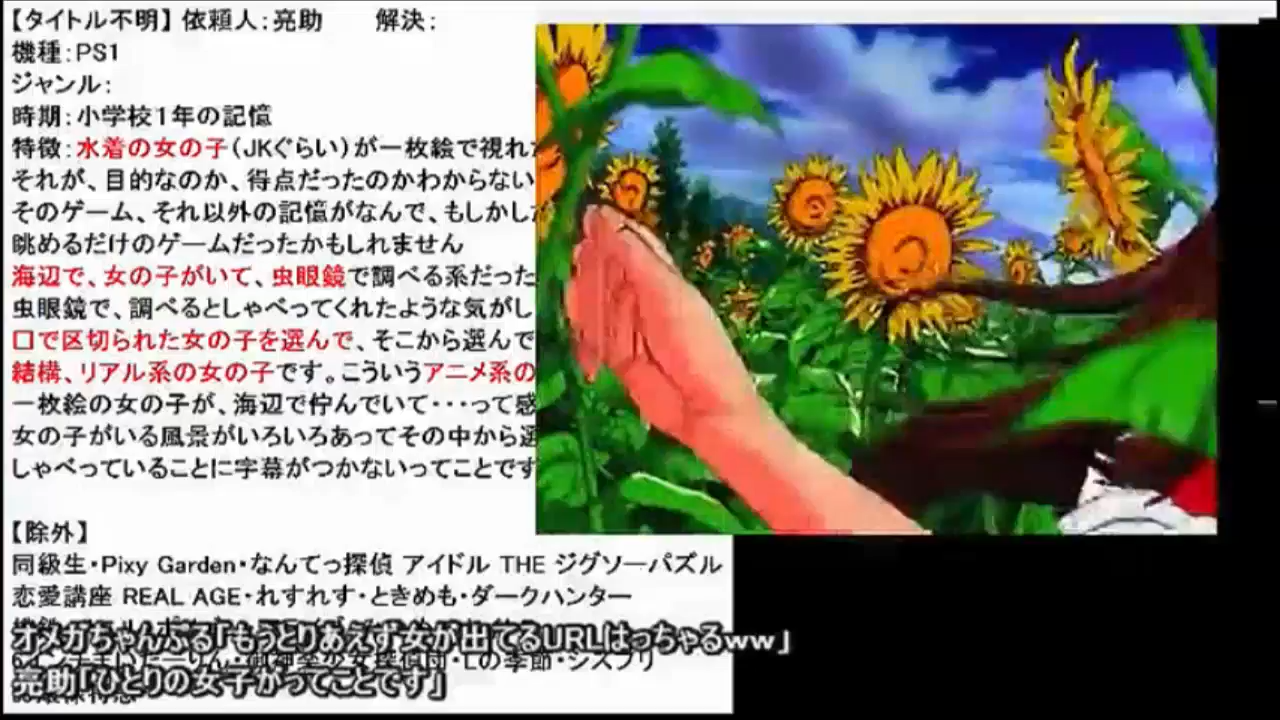 【タイトル不明】 依頼人：亮助　　解決：
機種：PS1
ジャンル：
時期：小学校1年の記憶
特徴：水着の女の子（JKぐらい）が一枚絵で視れ
それが、目的なのか、得点だったのかわからない
そのゲーム、それ以外の記憶がなんで、もしかし
眺めるだけのゲームだったかもしれません
海辺で、女の子がいて、虫眼鏡で調べる系だった
虫眼鏡で、調べるとしゃべってくれたような気がし
口で区切られた女の子を選んで、そこから選んで
結構、リアル系の女の子です。こういうアニメ系の
一枚絵の女の子が、海辺で佇んでいて・・・って感
女の子がいる風景がいろいろあってその中から選
しゃべっていることに字幕がつかないってことです
【除外】
同級生・Pixy Garden・なんてっ探偵 アイドル THE ジグソーパズル
恋愛講座 REAL AGE・れすれす・ときめも・ダークハンター
オメガちゃんふる「もうとりあえず女が出てるURLはっちゃるｗｗ」
御神楽少女探偵団・Lの季節・シスプリ
亮助「ひとりの女子がってことです」